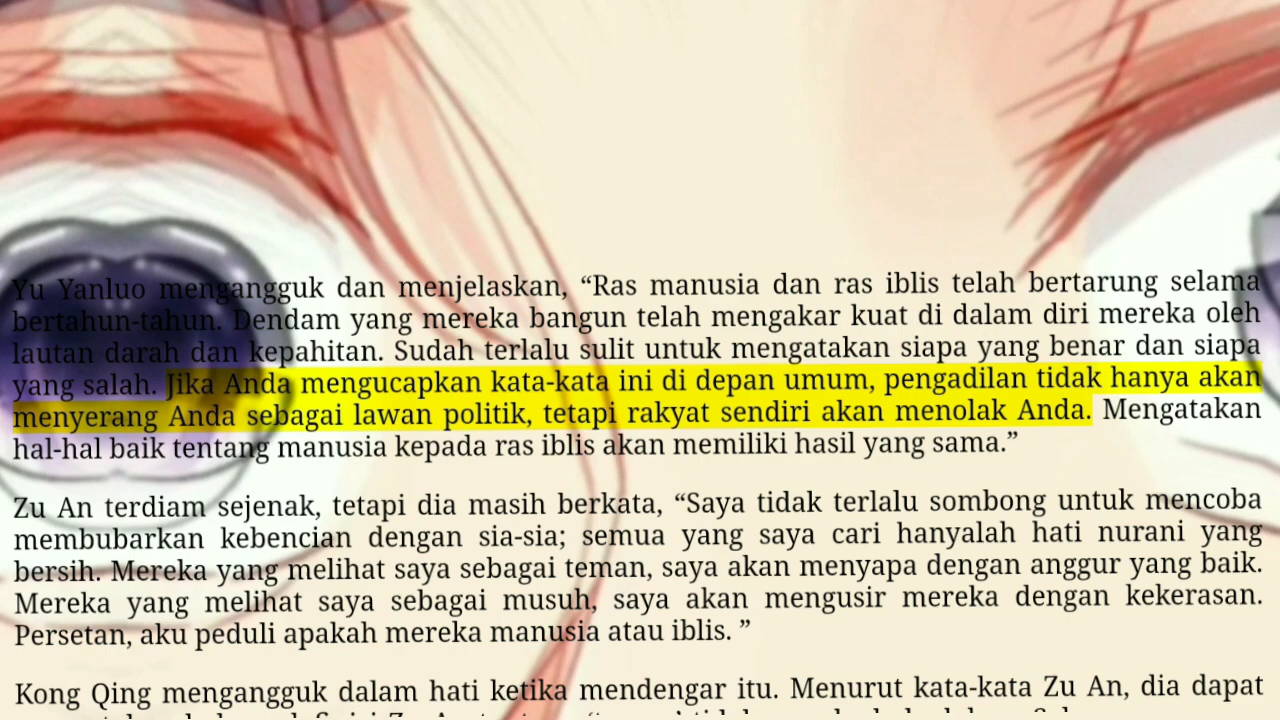 Yu Yanluo mengangguk dan menjelaskan, “Ras manusia dan ras iblis telah bertarung selama
bertahun-tahun. Dendam yang mereka bangun telah mengakar kuat di dalam diri mereka oleh
lautan darah dan kepahitan. Sudah terlalu sulit untuk mengatakan siapa yang benar dan siapa
yang salah. Jika Anda mengucapkan kata-kata ini di depan umum, pengadilan tidak hanya akan
menyerang Anda sebagai lawan politik, tetapi rakyat sendiri akan menolak Anda. Mengatakan
hal-hal baik tentang manusia kepada ras iblis akan memiliki hasil yang sama.”
Zu An terdiam sejenak, tetapi dia masih berkata, “Saya tidak terlalu sombong untuk mencoba
membubarkan kebencian dengan sia-sia; semua yang saya cari hanyalah hati nurani yang
bersih. Mereka yang melihat saya sebagai teman, saya akan menyapa dengan anggur yang baik.
Mereka yang melihat saya sebagai musuh, saya akan mengusir mereka dengan kekerasan.
Persetan, aku peduli apakah mereka manusia atau iblis. ”
Kong Qing mengangguk dalam hati ketika mendengar itu. Menurut kata-kata Zu An, dia dapat